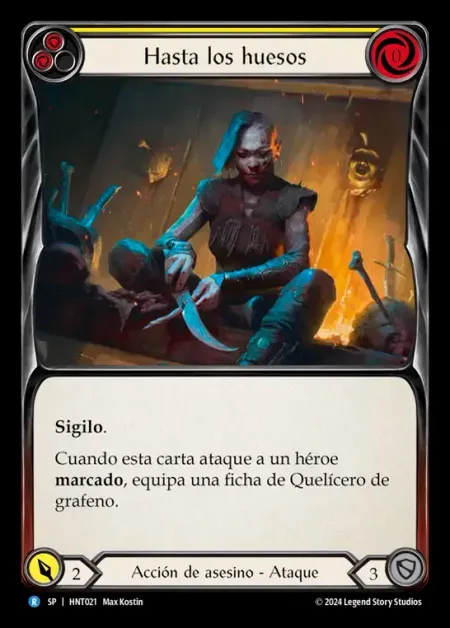 Hasta los huesos
0
Sigilo.
Cuando esta carta ataque a un héroe
marcado, equipa una ficha de Quelícero de
grafeno.
2
Acción de asesino - Ataque
3
R SP | HNT021 Max Kostin
© 2024 Legend Story Studios